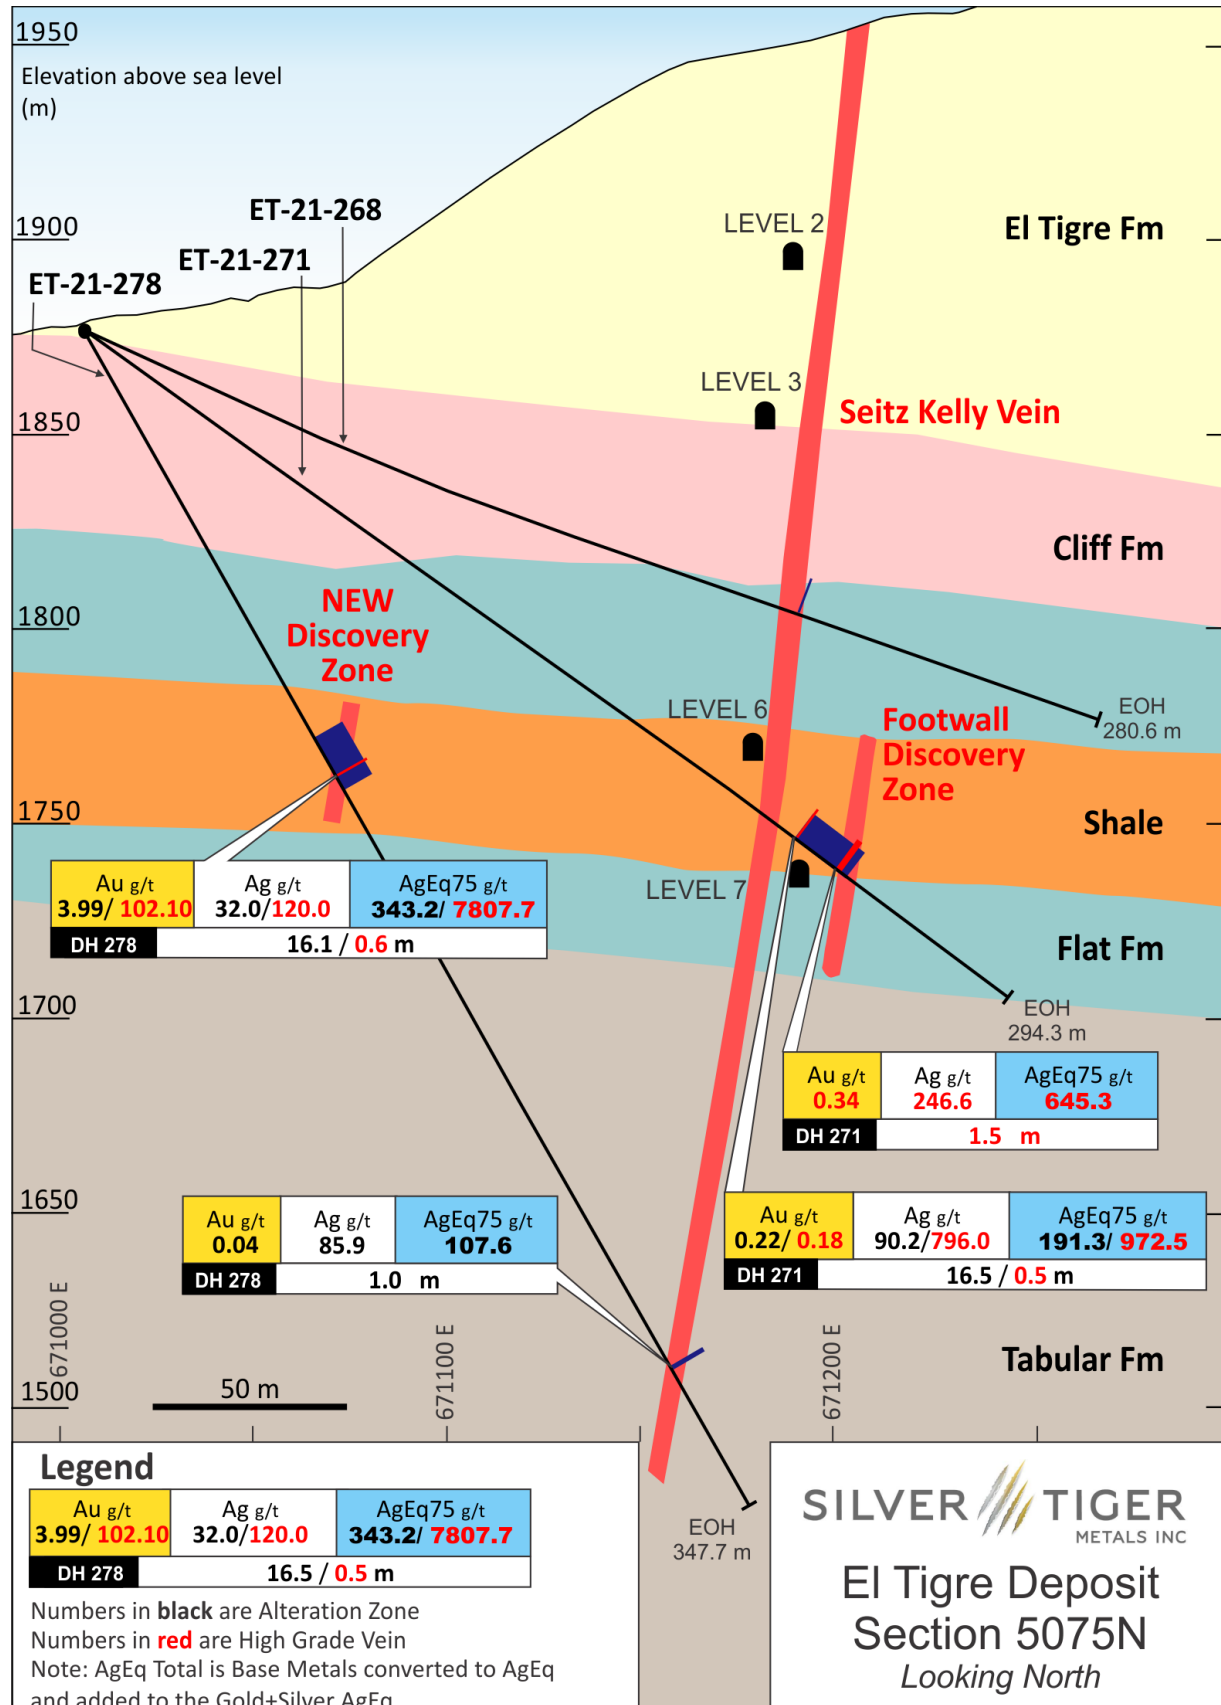 1950
Elevation above sea level
(m)
ET-21-268
LEVEL 2
El Tigre Fm
1900
ET-21-271
ET-21-278
LEVEL 3
Seitz Kelly Vein
1850
Cliff Fm
NEW
Discovery
Zone
1800
LEVEL 6
Footwall
Discovery
Zone
EOH
280.6 m
1750
Shale
Au g/t Ag g/t AgEq75 g/t
3.99/ 102.10 32.0/120.0 343.2/ 7807.7
DH 278 16.1 / 0.6 m
LEVEL 7
Flat Fm
1700
EOH
294.3 m
Au g/t Ag g/t AgEq75 g/t
0.34 246.6 645.3
DH 271 1.5 m
1650
Au g/t Ag g/t AgEq75 g/t
0.04 85.9 107.6
DH 278 1.0 m
Au g/t Ag g/t AgEq75 g/t
0.22/ 0.18 90.2/796.0 191.3/ 972.5
DH 271 16.5 / 0.5 m
671000 E
671100 E
671200 E
Tabular Fm
1500
50 m
EOH
347.7 m
Legend
Au g/t Ag g/t AgEq75 g/t
3.99/ 102.10 32.0/120.0 343.2/ 7807.7
DH 278 16.5 / 0.5 m
Numbers in black are Alteration Zone
Numbers in red are High Grade Vein
Note: AgEq Total is Base Metals converted to AgEq
and added to the Gold+Silver AgEq
SILVER TIGER
METALS INC
El Tigre Deposit
Section 5075N
Looking North